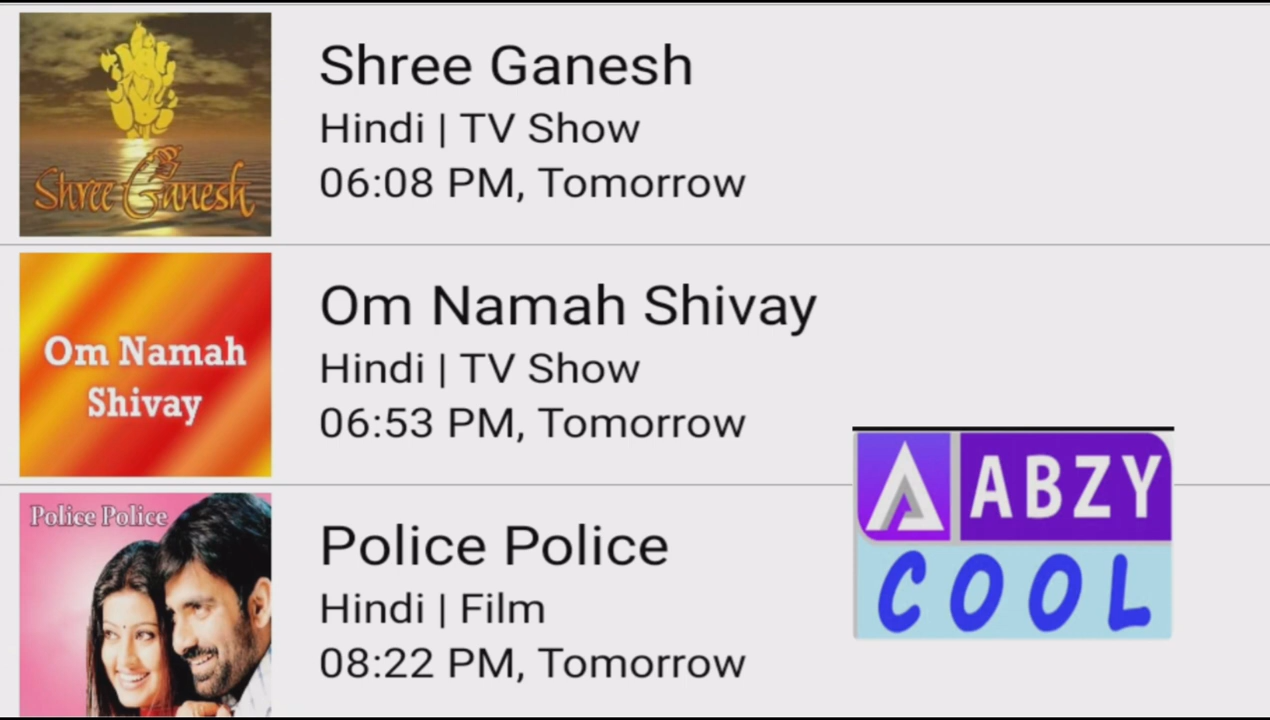 Shree Ganesh
Shree Ganesh
Hindi | TV Show
06:08 PM, Tomorrow
Om Namah
Shivay
Om Namah Shivay
Hindi | TV Show
06:53 PM, Tomorrow
Police Police
Police Police
Hindi | Film
08:22 PM, Tomorrow
A ABZY
COOL